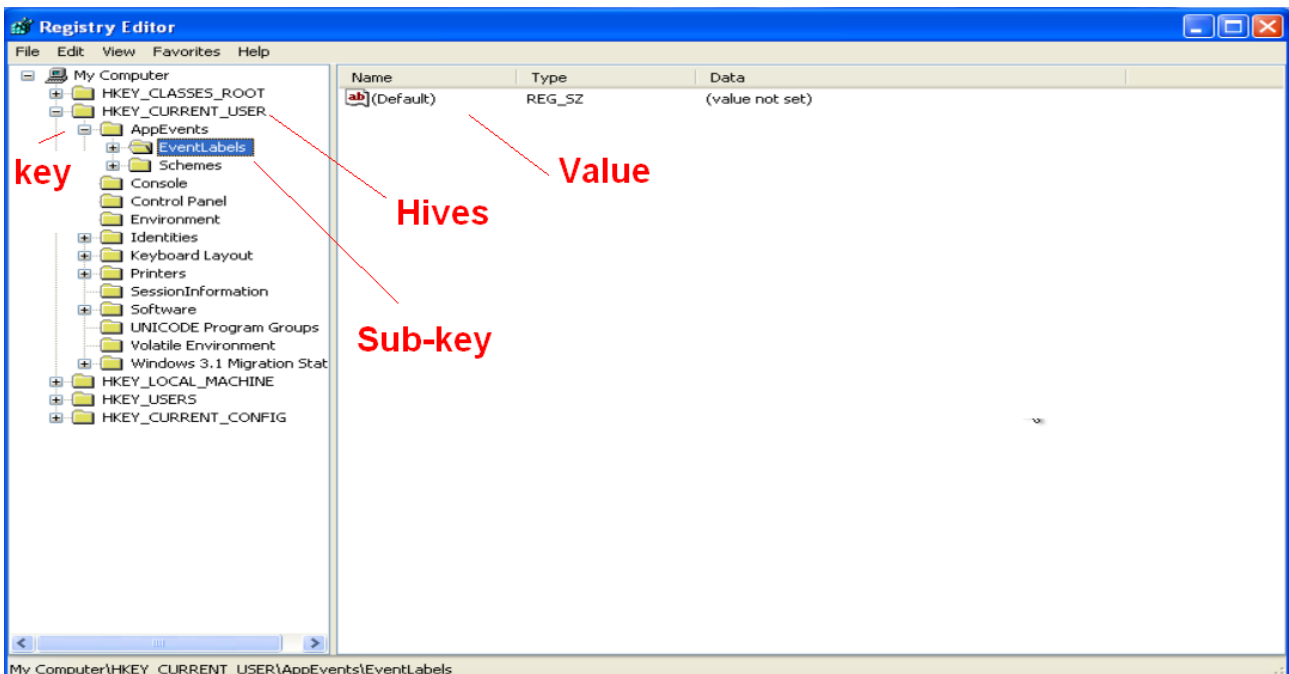 Registry Editor
File Edit View Favorites Help
My Computer
HKEY_CLASSES_ROOT
HKEY_CURRENT_USER
AppEvents
EventLabels
Schemes
Console
Control Panel
Environment
Identities
Keyboard Layout
Printers
SessionInformation
Software
UNICODE Program Groups
Volatile Environment
Windows 3.1 Migration Stat
HKEY_LOCAL_MACHINE
HKEY_USERS
HKEY_CURRENT_CONFIG
key
Hives
Sub-key
Name Type Data
ab (Default) REG_SZ (value not set)
Value
My Computer\HKEY_CURRENT_USER\AppEvents\EventLabels